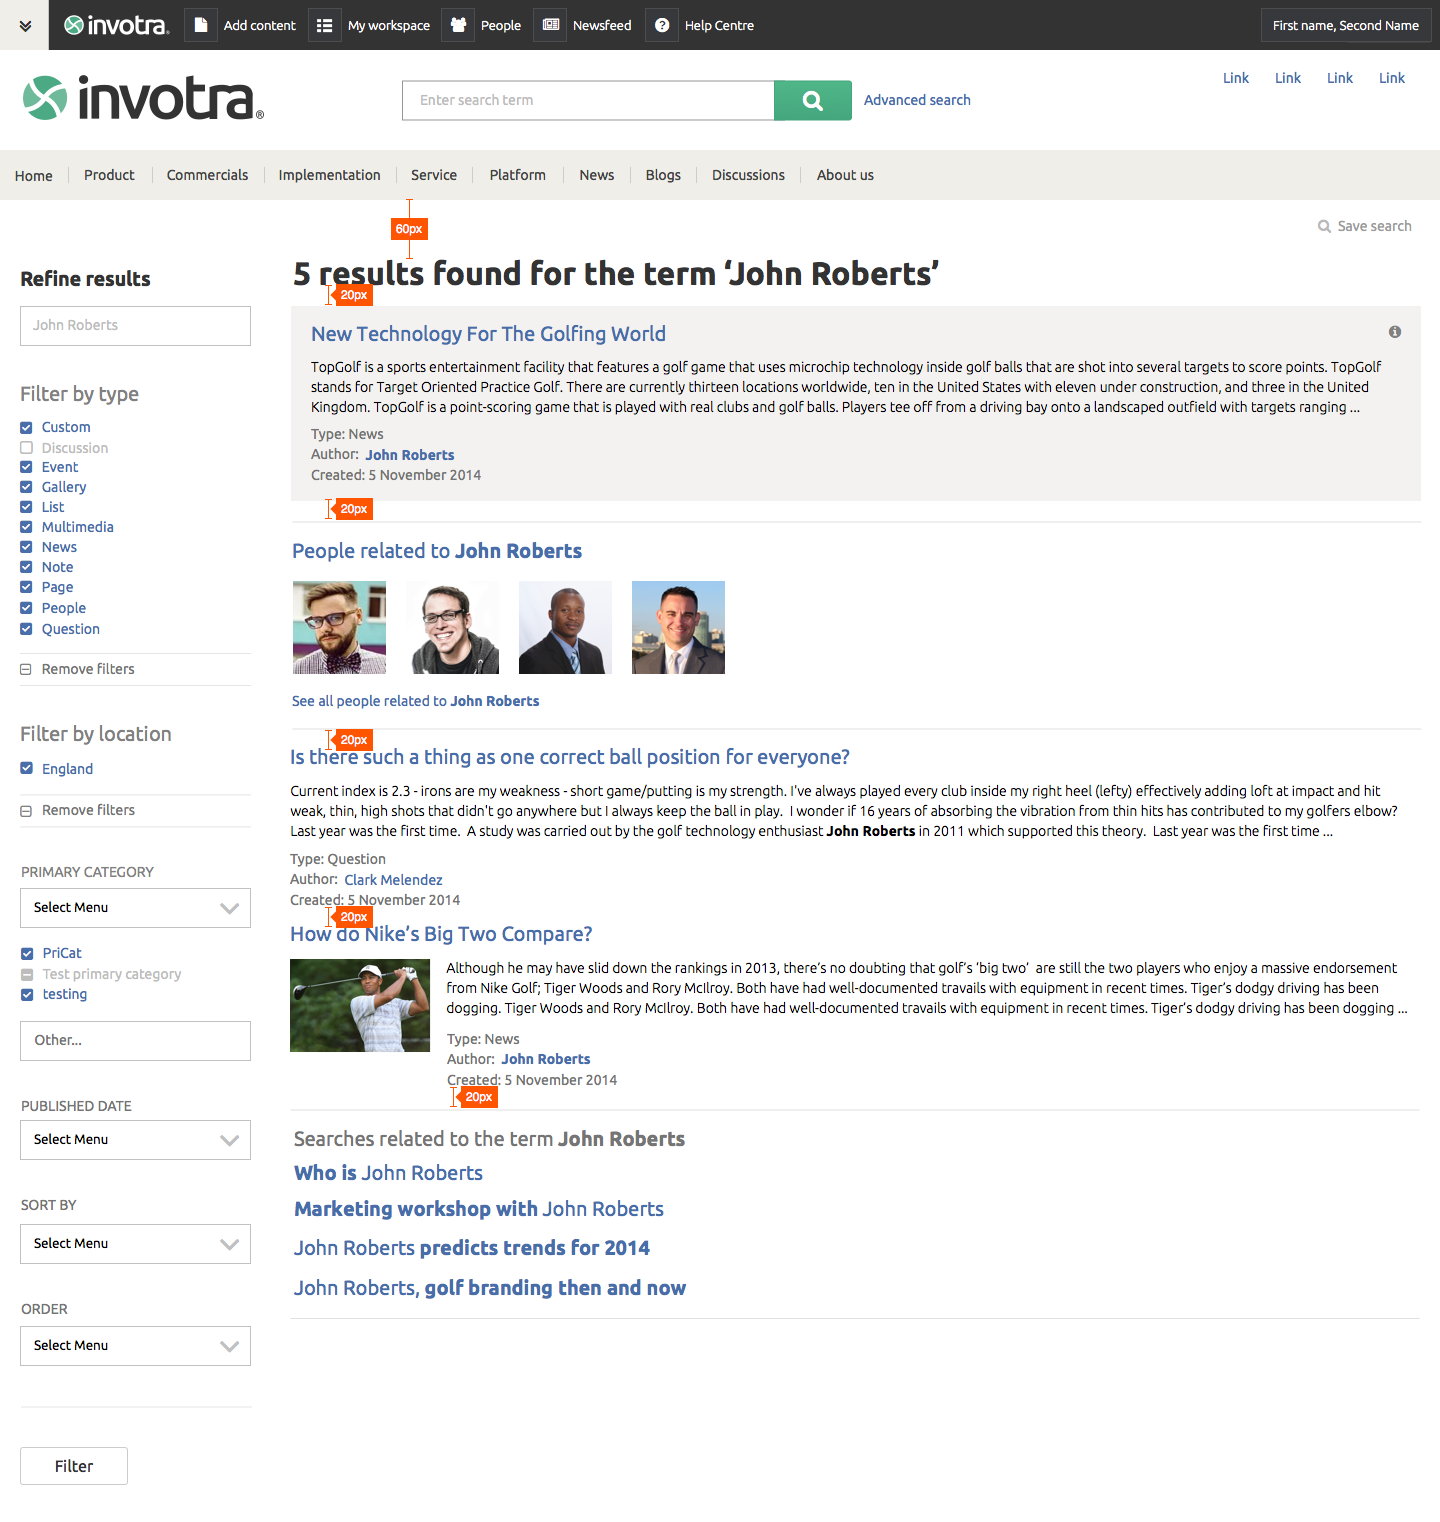 invotra® Add content My workspace People Newsfeed Help Centre First name, Second Name
invotra® Enter search term Advanced search Link Link Link Link
Home Product Commercials Implementation Service Platform News Blogs Discussions About us
60px
Save search
Refine results
John Roberts
Filter by type
Custom
Discussion
Event
Gallery
List
Multimedia
News
Note
Page
People
Question
Remove filters
Filter by location
England
Remove filters
PRIMARY CATEGORY
Select Menu
PriCat
Test primary category
testing
Other...
PUBLISHED DATE
Select Menu
SORT BY
Select Menu
ORDER
Select Menu
Filter
5 results found for the term ‘John Roberts’
20px
New Technology For The Golfing World
TopGolf is a sports entertainment facility that features a golf game that uses microchip technology inside golf balls that are shot into several targets to score points. TopGolf
stands for Target Oriented Practice Golf. There are currently thirteen locations worldwide, ten in the United States with eleven under construction, and three in the United
Kingdom. TopGolf is a point-scoring game that is played with real clubs and golf balls. Players tee off from a driving bay onto a landscaped outfield with targets ranging ...
Type: News
Author: John Roberts
Created: 5 November 2014
20px
People related to John Roberts
See all people related to John Roberts
20px
Is there such a thing as one correct ball position for everyone?
Current index is 2.3 - irons are my weakness - short game/putting is my strength. I've always played every club inside my right heel (lefty) effectively adding loft at impact and hit
weak, thin, high shots that didn't go anywhere but I always keep the ball in play. I wonder if 16 years of absorbing the vibration from thin hits has contributed to my golfers elbow?
Last year was the first time. A study was carried out by the golf technology enthusiast John Roberts in 2011 which supported this theory. Last year was the first time ...
Type: Question
Author: Clark Melendez
Created: 5 November 2014
20px
How do Nike’s Big Two Compare?
Although he may have slid down the rankings in 2013, there’s no doubting that golf’s ‘big two’ are still the two players who enjoy a massive endorsement
from Nike Golf; Tiger Woods and Rory McIlroy. Both have had well-documented travails with equipment in recent times. Tiger’s dodgy driving has been
dogging. Tiger Woods and Rory McIlroy. Both have had well-documented travails with equipment in recent times. Tiger’s dodgy driving has been dogging ...
Type: News
Author: John Roberts
Created: 5 November 2014
20px
Searches related to the term John Roberts
Who is John Roberts
Marketing workshop with John Roberts
John Roberts predicts trends for 2014
John Roberts, golf branding then and now